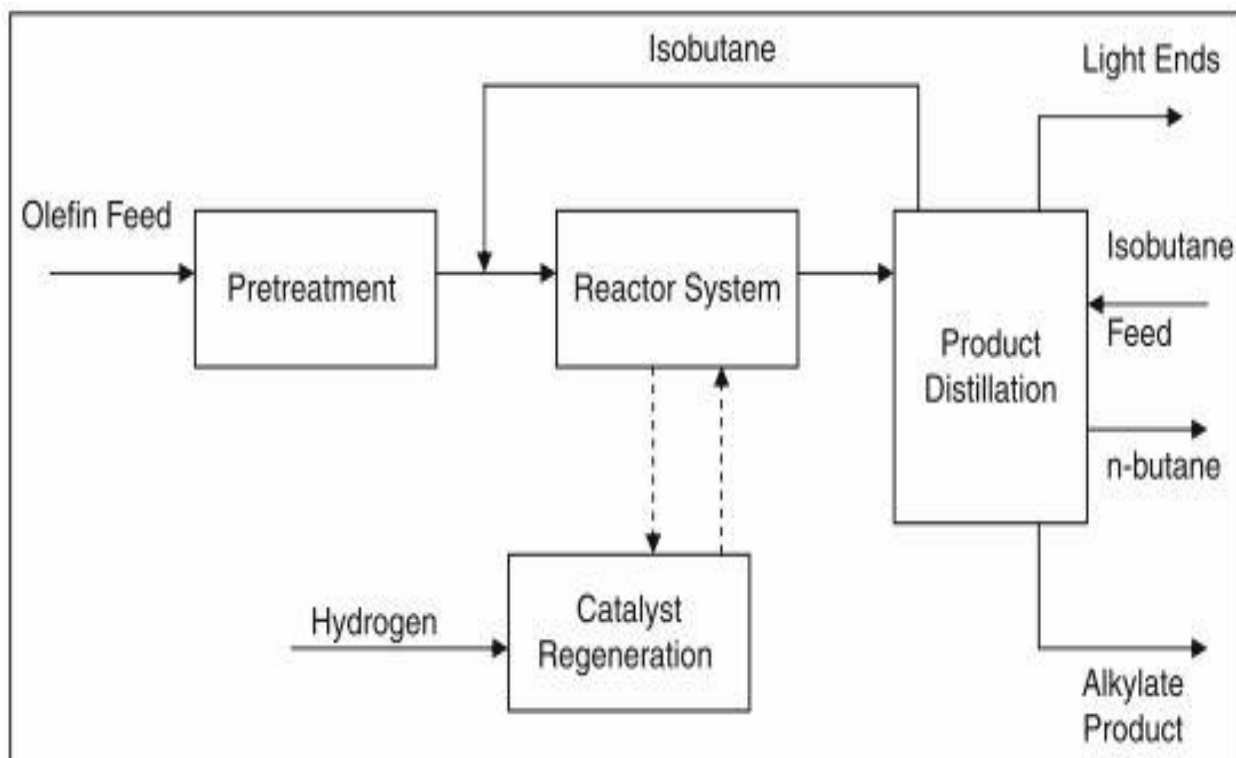 Isobutane
Light Ends
Olefin Feed
Pretreatment
Reactor System
Isobutane
Feed
Product
Distillation
n-butane
Hydrogen
Catalyst
Regeneration
Alkylate
Product